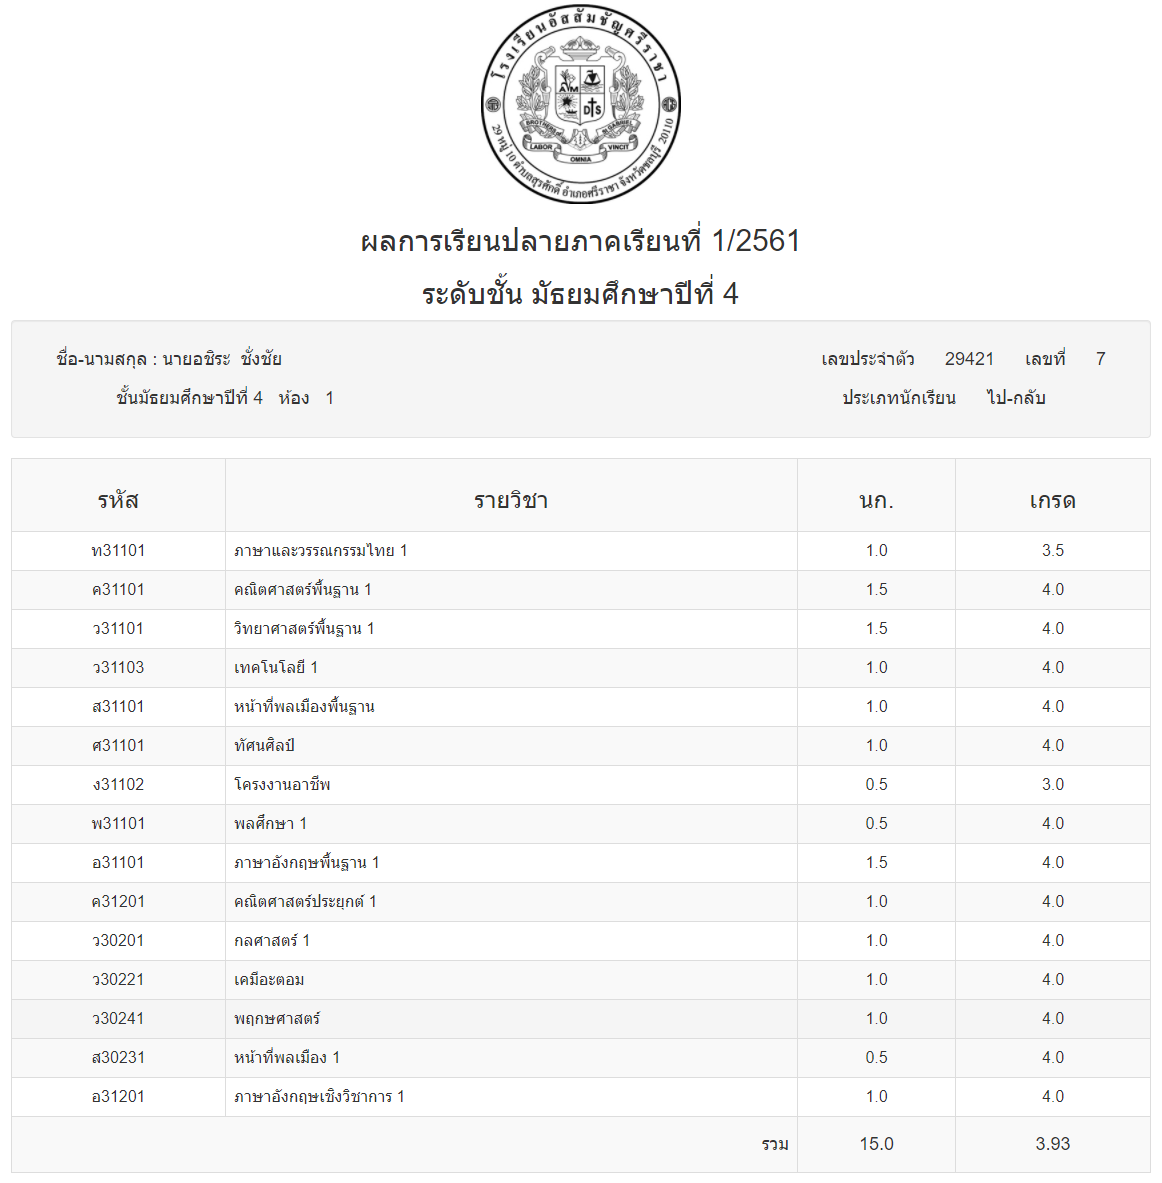 โรงเรียนอัสสัมชัญศรีราชา
A M
D S
BROTHERS of St GABRIEL
LABOR OMNIA VINCIT
29 หมู่ 10 ตำบลสุรศักดิ์ อำเภอศรีราชา จังหวัดชลบุรี 20110
ผลการเรียนปลายภาคเรียนที่ 1/2561
ระดับชั้น มัธยมศึกษาปีที่ 4
ชื่อ-นามสกุล : นายอชิระ ชั่งชัย เลขประจำตัว 29421 เลขที่ 7
ชั้นมัธยมศึกษาปีที่ 4 ห้อง 1 ประเภทนักเรียน ไป-กลับ
รหัส รายวิชา นก. เกรด
ท31101 ภาษาและวรรณกรรมไทย 1 1.0 3.5
ค31101 คณิตศาสตร์พื้นฐาน 1 1.5 4.0
ว31101 วิทยาศาสตร์พื้นฐาน 1 1.5 4.0
ว31103 เทคโนโลยี 1 1.0 4.0
ส31101 หน้าที่พลเมืองพื้นฐาน 1.0 4.0
ศ31101 ทัศนศิลป์ 1.0 4.0
ง31102 โครงงานอาชีพ 0.5 3.0
พ31101 พลศึกษา 1 0.5 4.0
อ31101 ภาษาอังกฤษพื้นฐาน 1 1.5 4.0
ค31201 คณิตศาสตร์ประยุกต์ 1 1.0 4.0
ว30201 กลศาสตร์ 1 1.0 4.0
ว30221 เคมีอะตอม 1.0 4.0
ว30241 พฤกษศาสตร์ 1.0 4.0
ส30231 หน้าที่พลเมือง 1 0.5 4.0
อ31201 ภาษาอังกฤษเชิงวิชาการ 1 1.0 4.0
รวม 15.0 3.93